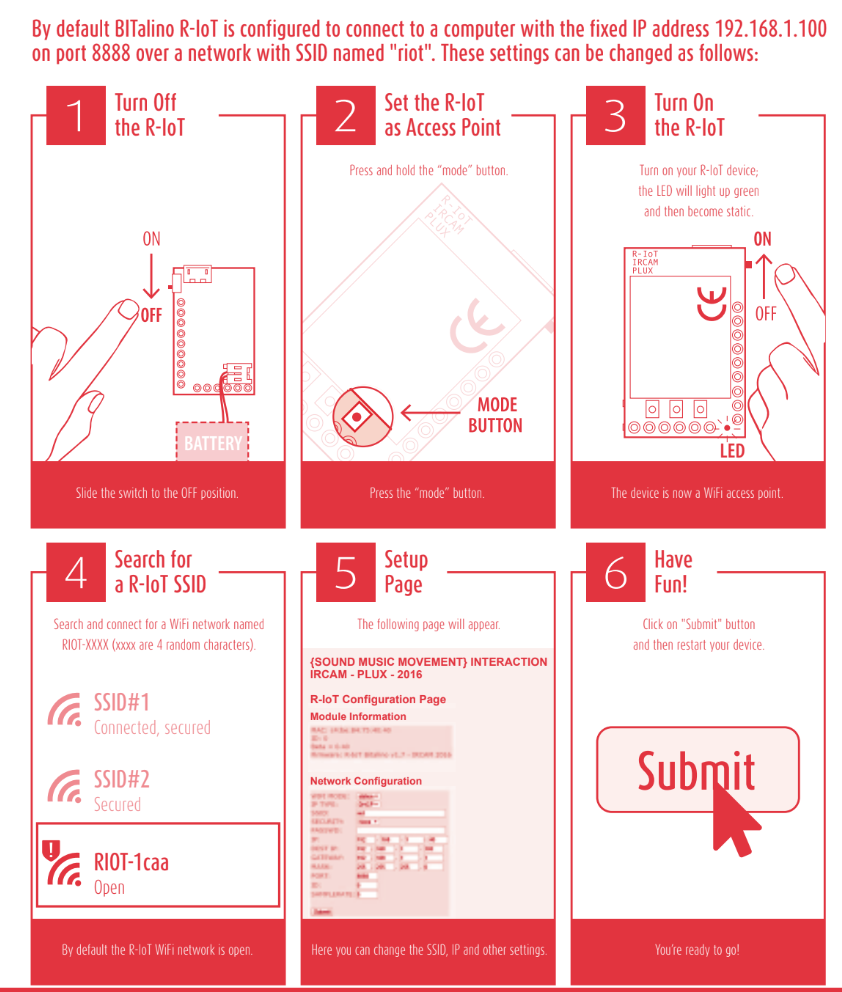 By default BITalino R-IoT is configured to connect to a computer with the fixed IP address 192.168.1.100
on port 8888 over a network with SSID named "riot". These settings can be changed as follows:
1
Turn Off
the R-IoT
ON
OFF
BATTERY
Slide the switch to the OFF position.
2
Set the R-IoT
as Access Point
Press and hold the “mode” button.
R-IoT
IRCAM
PLUX
CE
MODE
BUTTON
Press the “mode” button.
3
Turn On
the R-IoT
Turn on your R-IoT device;
the LED will light up green
and then become static.
ON
R-IoT
IRCAM
PLUX
CE
OFF
LED
The device is now a WiFi access point.
4
Search for
a R-IoT SSID
Search and connect for a WiFi network named
RIOT-XXXX (xxxx are 4 random characters).
SSID#1
Connected, secured
SSID#2
Secured
RIOT-1caa
Open
By default the R-IoT WiFi network is open.
5
Setup
Page
The following page will appear.
{SOUND MUSIC MOVEMENT} INTERACTION
IRCAM - PLUX - 2016
R-IoT Configuration Page
Module Information
Network Configuration
Here you can change the SSID, IP and other settings.
6
Have
Fun!
Click on "Submit" button
and then restart your device.
Submit
You're ready to go!